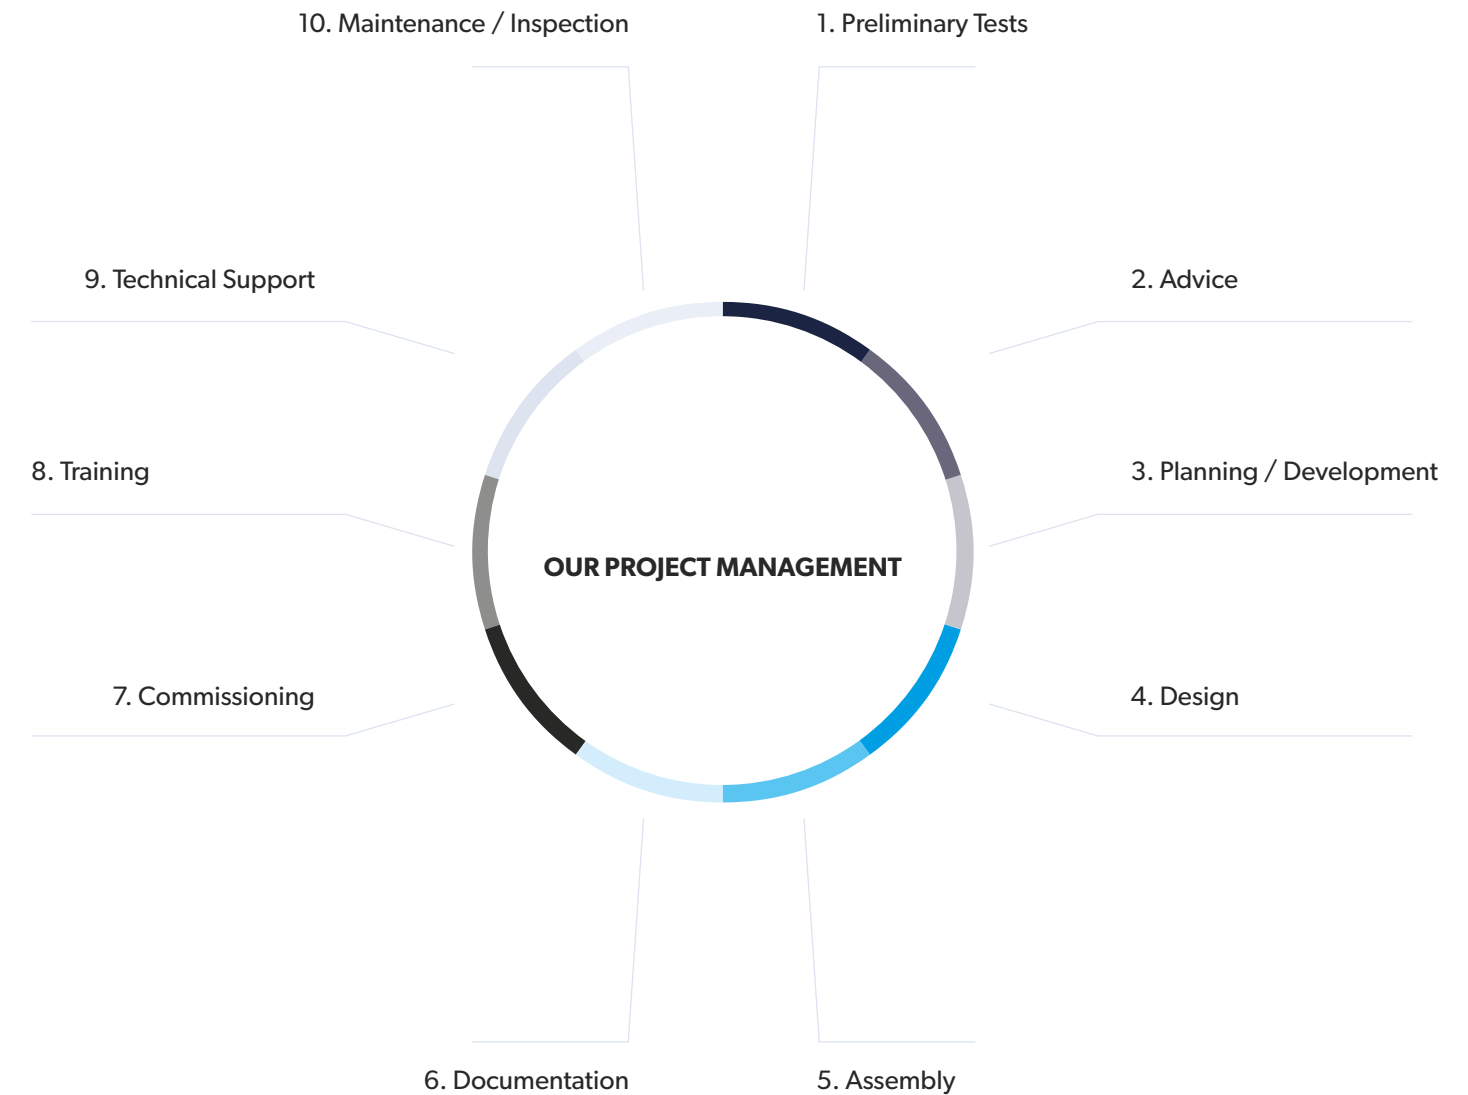 10. Maintenance / Inspection
1. Preliminary Tests
9. Technical Support
2. Advice
8. Training
3. Planning / Development
OUR PROJECT MANAGEMENT
7. Commissioning
4. Design
6. Documentation
5. Assembly